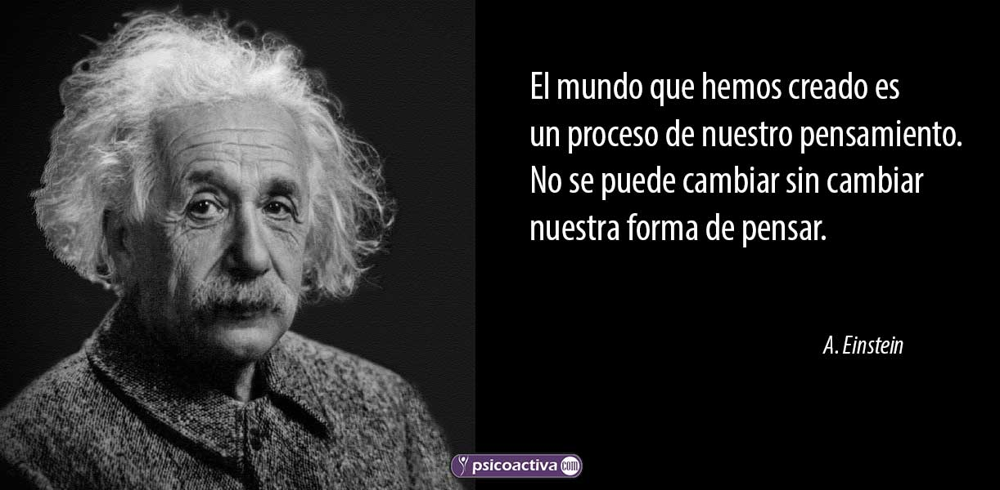 El mundo que hemos creado es
un proceso de nuestro pensamiento.
No se puede cambiar sin cambiar
nuestra forma de pensar.
A. Einstein
psicoactiva com